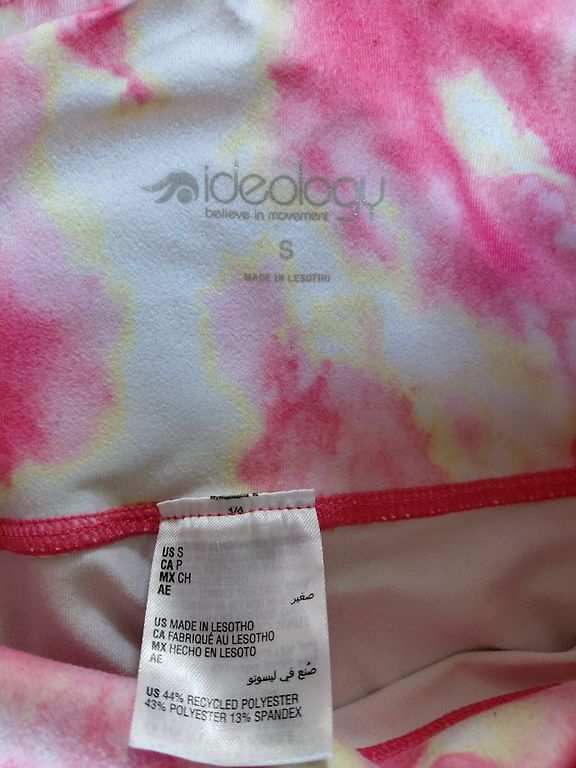 ideology
believe in movement
S
MADE IN LESOTHO
1/4
US S
CA P
MX CH
AE
صغير
US MADE IN LESOTHO
CA FABRIQUÉ AU LESOTHO
MX HECHO EN LESOTO
AE
صُنع في ليسوتو
US 44% RECYCLED POLYESTER
43% POLYESTER 13% SPANDEX